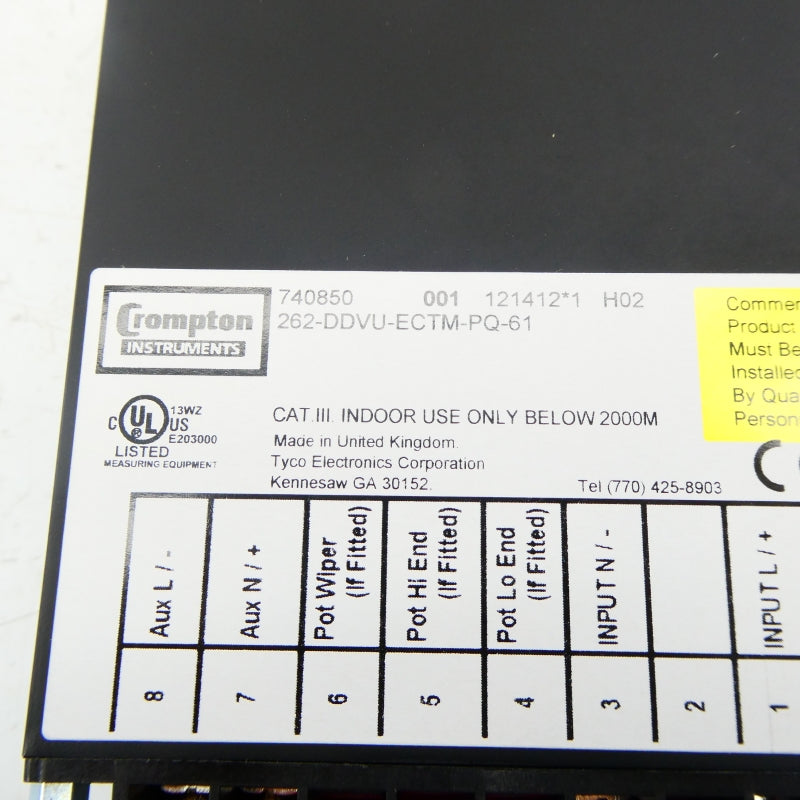 Crompton
INSTRUMENTS
740850 001 121412*1 H02
262-DDVU-ECTM-PQ-61
Product
Must Be
By
C UL US
13WZ
E203000
LISTED
MEASURING EQUIPMENT
CAT.III. INDOOR USE ONLY BELOW 2000M
Made in United Kingdom.
Tyco Electronics Corporation
Kennesaw GA 30152.
Tel (770) 425-8903
CE
Aux L / -
Aux N / +
Pot Wiper
(If Fitted)
Pot Hi End
(If Fitted)
Pot Lo End
(If Fitted)
INPUT N / -
INPUT L / +
8
7
6
5
4
3
2
1